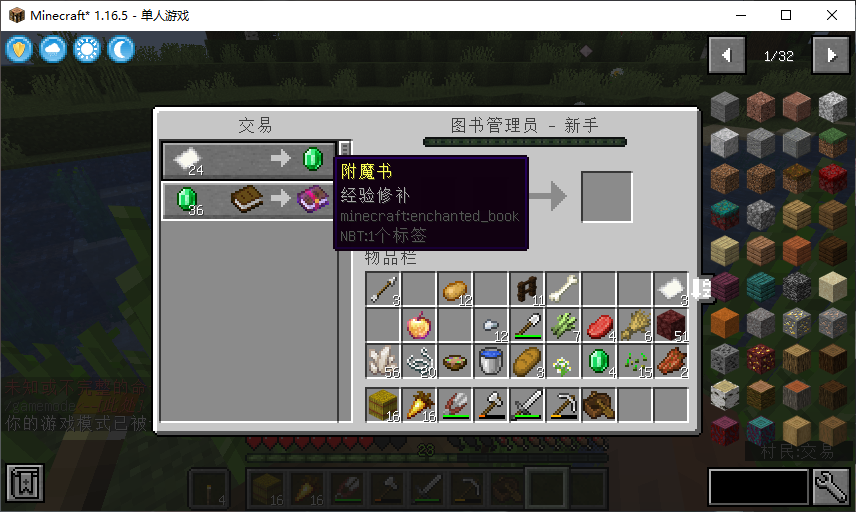 Minecraft* 1.16.5 - 单人游戏
1/32
交易
图书管理员 - 新手
24
36
附魔书
经验修补
minecraft:enchanted_book
NBT:1个标签
物品栏
3 12 11 3
12 7 4 6 51
56 20 3 4 15 2
16 16
你的游戏模式已被
23
村民:交易
16 16
4